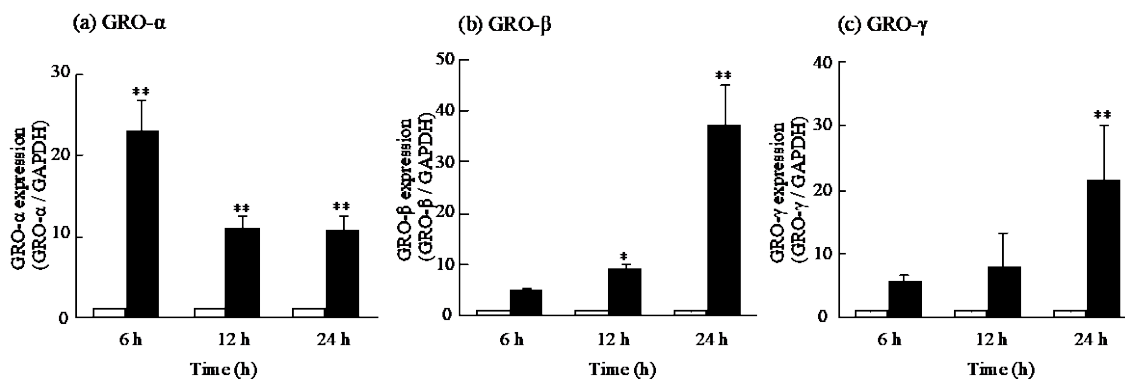 (a) GRO-α
GRO-α expression
(GRO-α / GAPDH)
30
20
10
0
**
**
**
6 h
12 h
24 h
Time (h)
(b) GRO-β
GRO-β expression
(GRO-β / GAPDH)
50
40
30
20
10
0
*
**
6 h
12 h
24 h
Time (h)
(c) GRO-γ
GRO-γ expression
(GRO-γ / GAPDH)
40
30
20
10
0
**
6 h
12 h
24 h
Time (h)